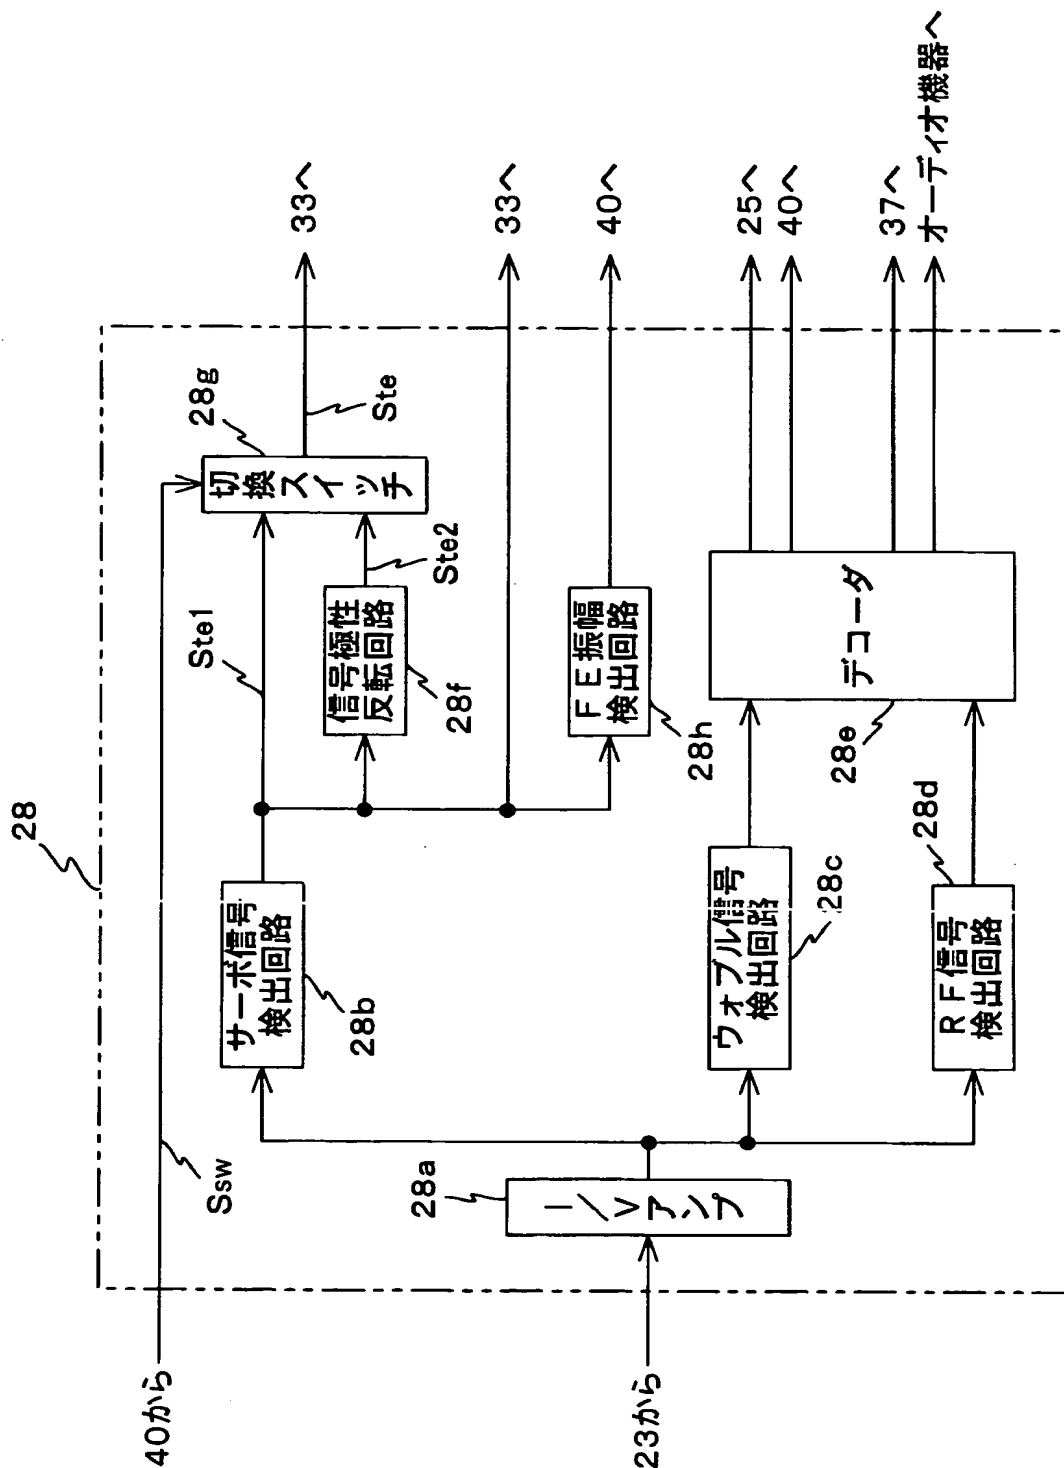 28
40から
Ssw
23から
28a
I/Vアンプ
サーボ信号
検出回路
28b
ウォブル信号
検出回路
28c
RF信号
検出回路
28d
Ste1
信号極性
反転回路
28f
Ste2
切換スイッチ
28g
Ste
33へ
33へ
FE振幅
検出回路
28h
40へ
デコーダ
28e
25へ
40へ
37へ
オーディオ機器へ